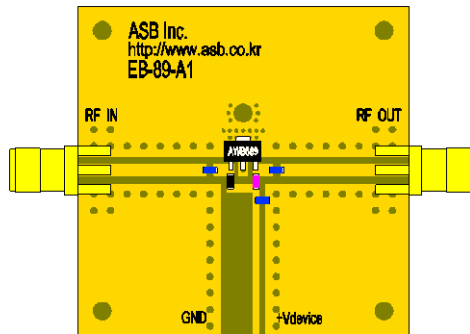 ASB Inc.
http://www.asb.co.kr
EB-89-A1
RF IN
RF OUT
GND
+Vdevice